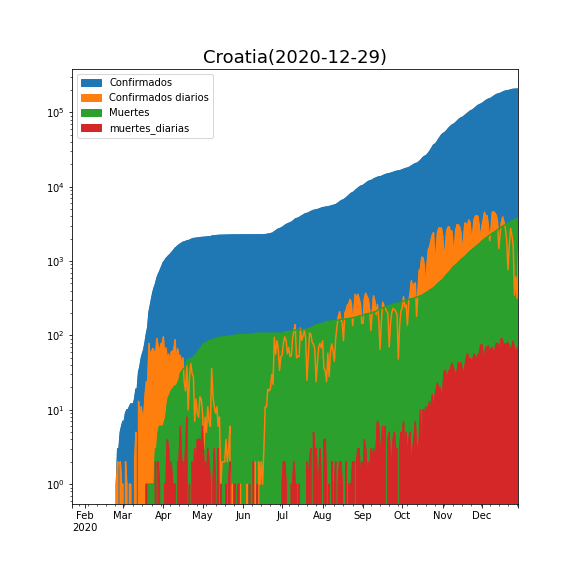 Croatia(2020-12-29)
Confirmados
Confirmados diarios
Muertes
muertes_diarias
10⁵
10⁴
10³
10²
10¹
10⁰
Feb Mar Apr May Jun Jul Aug Sep Oct Nov Dec
2020